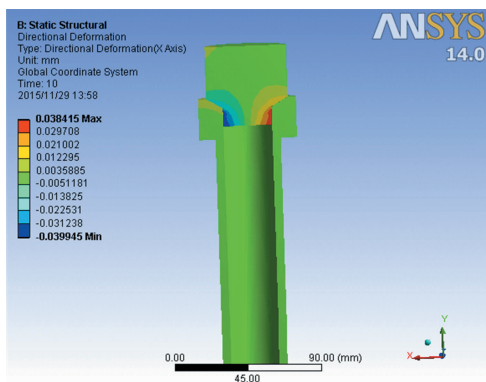 B: Static Structural
Directional Deformation
Type: Directional Deformation(X Axis)
Unit: mm
Global Coordinate System
Time: 10
2015/11/29 13:58
0.038415 Max
0.029708
0.021002
0.012295
0.0035885
-0.0051181
-0.013825
-0.022531
-0.031238
-0.039945 Min
ANSYS
14.0
0.00
90.00 (mm)
45.00
Y
X